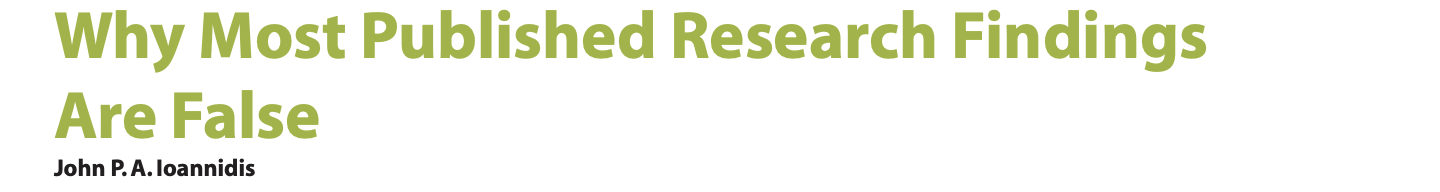 Why Most Published Research Findings
Are False
John P. A. Ioannidis